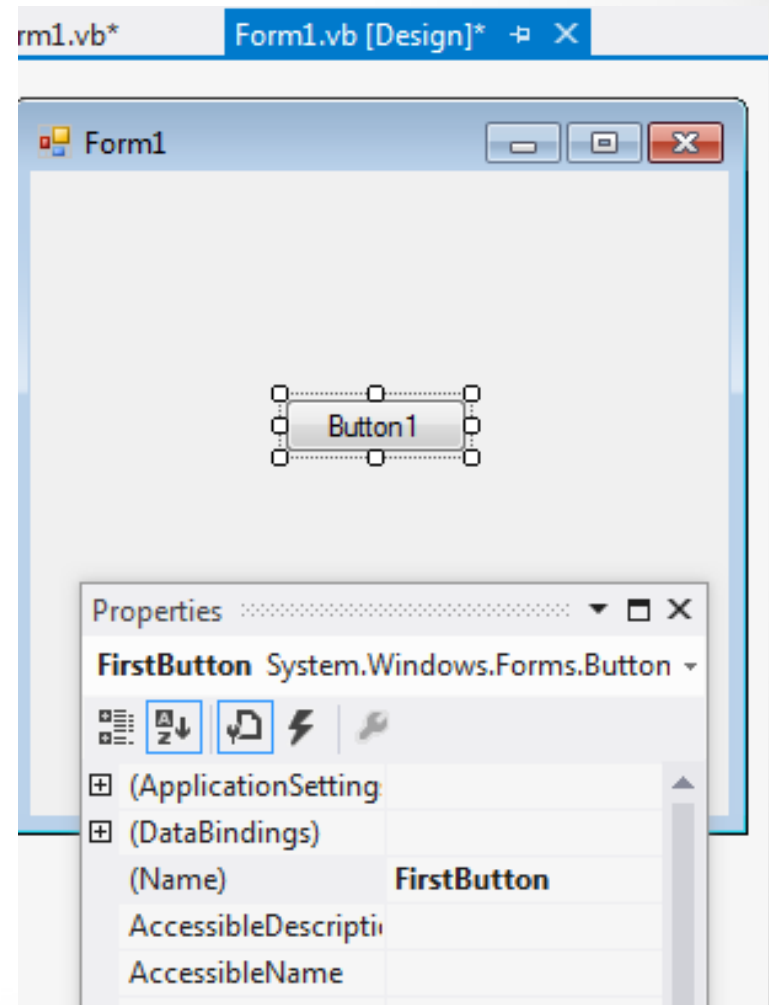 rm1.vb* Form1.vb [Design]*
Form1
Button1
Properties
FirstButton System.Windows.Forms.Button
(ApplicationSetting
(DataBindings)
(Name) FirstButton
AccessibleDescripti
AccessibleName